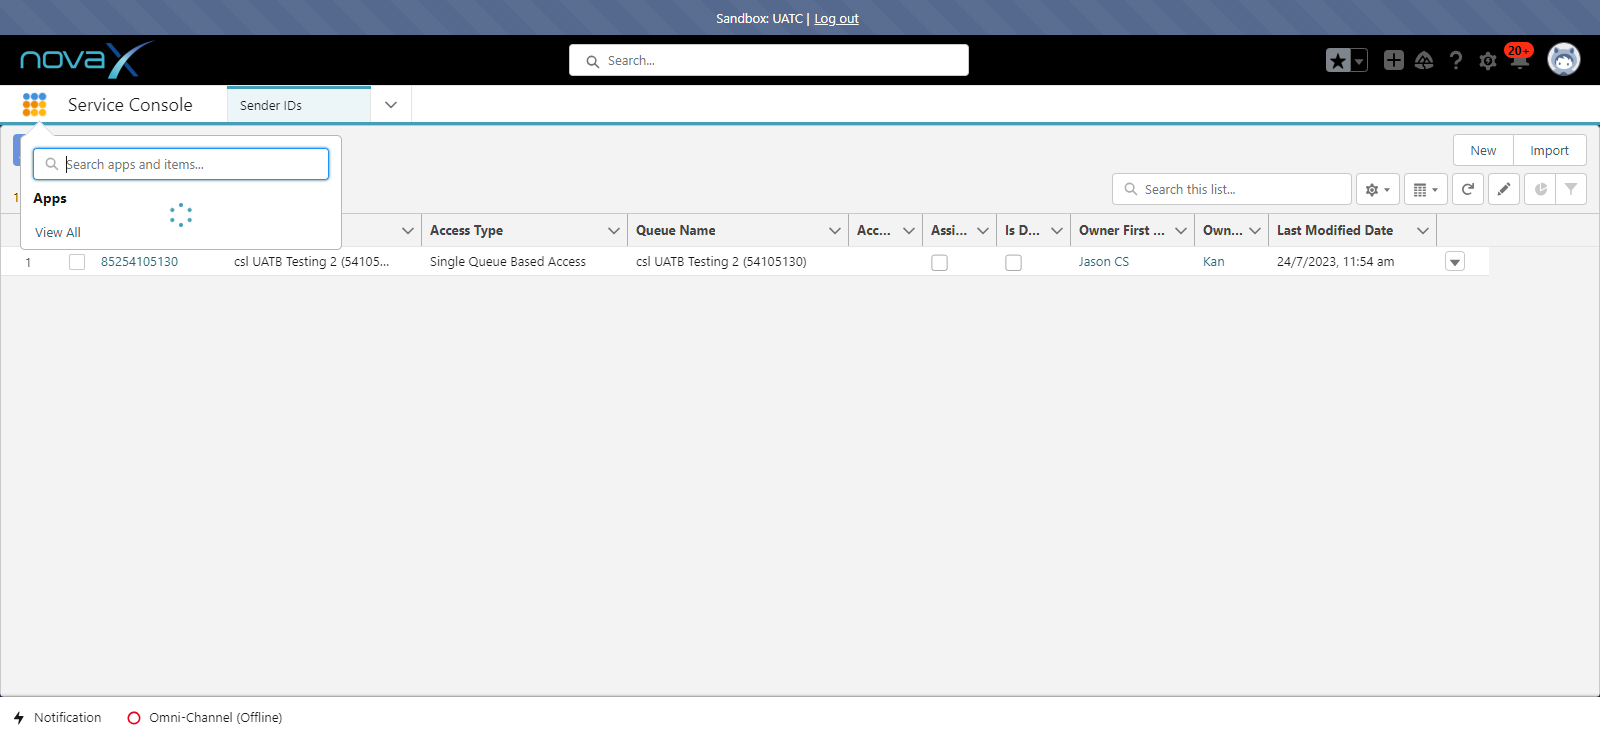 Sandbox: UATC | Log out
novaX
Search...
20+
Service Console
Sender IDs
Search apps and items...
New
Import
Apps
1
Search this list...
View All
Access Type
Queue Name
Acc...
Assi...
Is D...
Owner First ...
Own...
Last Modified Date
1
85254105130
csl UATB Testing 2 (54105...
Single Queue Based Access
csl UATB Testing 2 (54105130)
Jason CS
Kan
24/7/2023, 11:54 am
Notification
Omni-Channel (Offline)